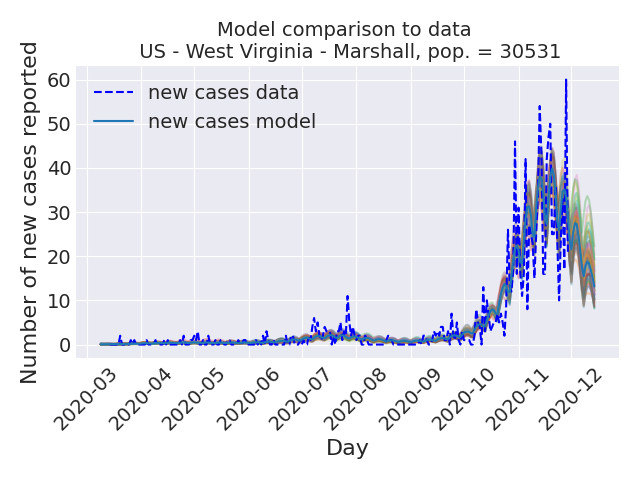 Model comparison to data
US - West Virginia - Marshall, pop. = 30531
Number of new cases reported
60
50
40
30
20
10
0
new cases data
new cases model
2020-03
2020-04
2020-05
2020-06
2020-07
2020-08
2020-09
2020-10
2020-11
2020-12
Day